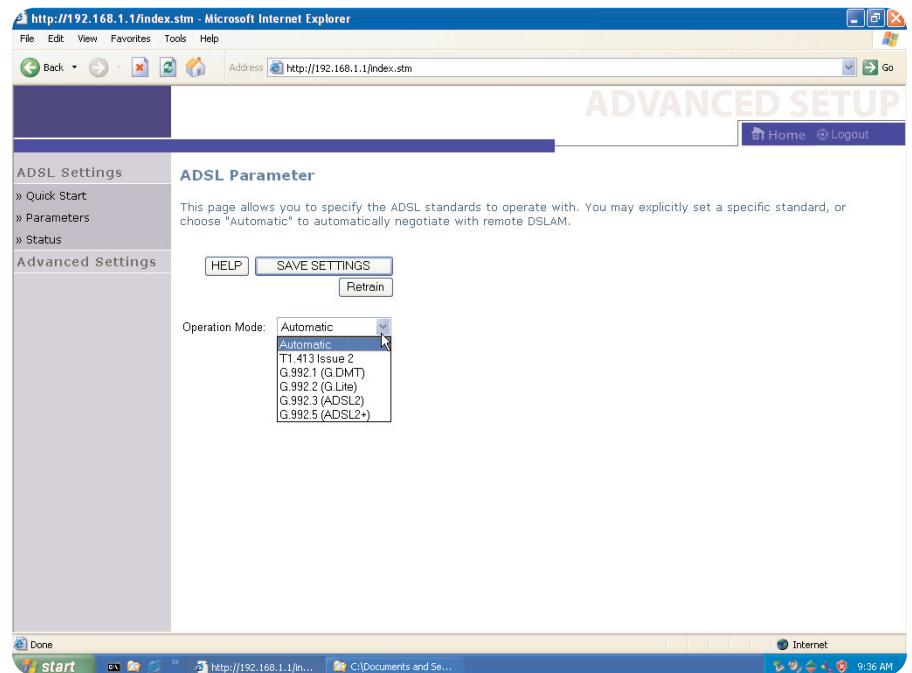 http://192.168.1.1/index.stm - Microsoft Internet Explorer
File Edit View Favorites Tools Help
Back Address http://192.168.1.1/index.stm Go
ADVANCED SETUP
Home Logout
ADSL Settings
» Quick Start
» Parameters
» Status
Advanced Settings
ADSL Parameter
This page allows you to specify the ADSL standards to operate with. You may explicitly set a specific standard, or
choose "Automatic" to automatically negotiate with remote DSLAM.
HELP SAVE SETTINGS
Retrain
Operation Mode: Automatic
Automatic
T1.413 Issue 2
G.992.1 (G.DMT)
G.992.2 (G.Lite)
G.992.3 (ADSL2)
G.992.5 (ADSL2+)
Done Internet
start » http://192.168.1.1/in... C:\Documents and Se... 9:36 AM